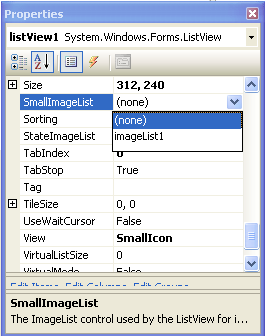 Properties
listView1 System.Windows.Forms.ListView
Size 312, 240
SmallImageList (none)
Sorting (none)
StateImageList imageList1
TabIndex 0
TabStop True
Tag
TileSize 0, 0
UseWaitCursor False
View SmallIcon
VirtualListSize 0
VirtualMode False
Edit Items, Edit Columns, Edit Groups
SmallImageList
The ImageList control used by the ListView for i...